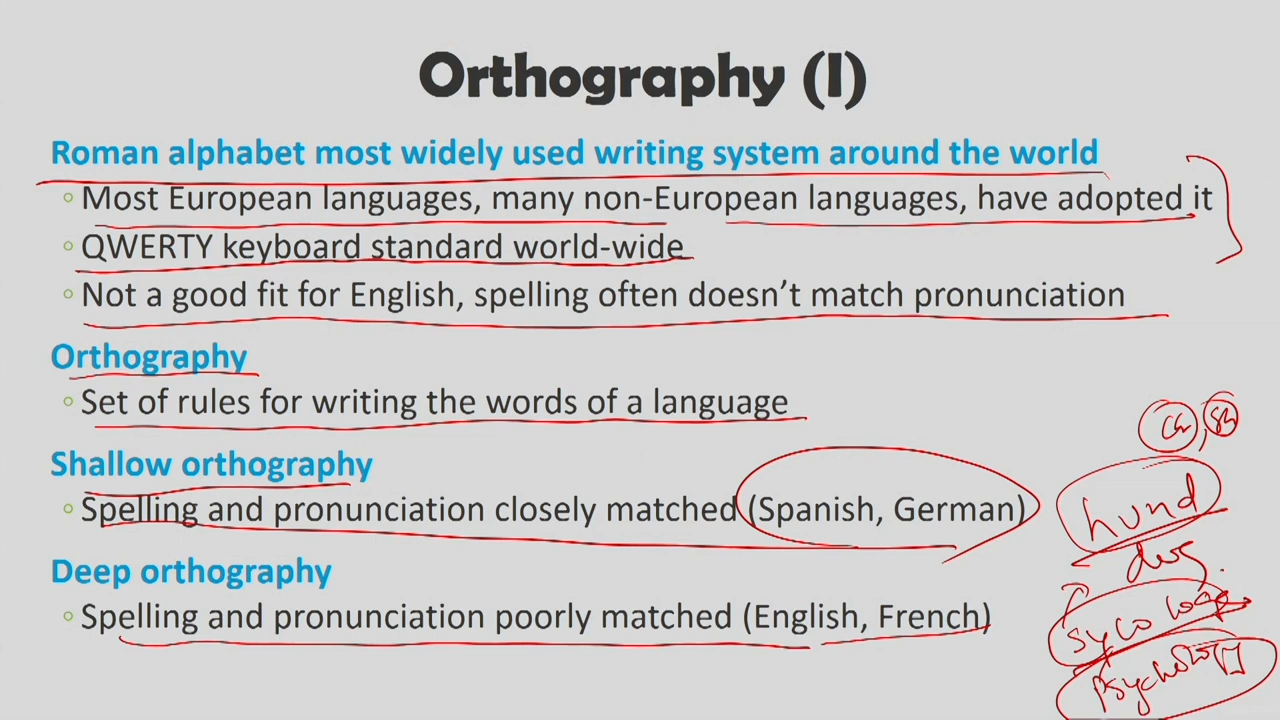 Orthography (I)
Roman alphabet most widely used writing system around the world
◦ Most European languages, many non-European languages, have adopted it
◦ QWERTY keyboard standard world-wide
◦ Not a good fit for English, spelling often doesn't match pronunciation
Orthography
◦ Set of rules for writing the words of a language
Shallow orthography
◦ Spelling and pronunciation closely matched (Spanish, German)
Deep orthography
◦ Spelling and pronunciation poorly matched (English, French)
hund
Psychology